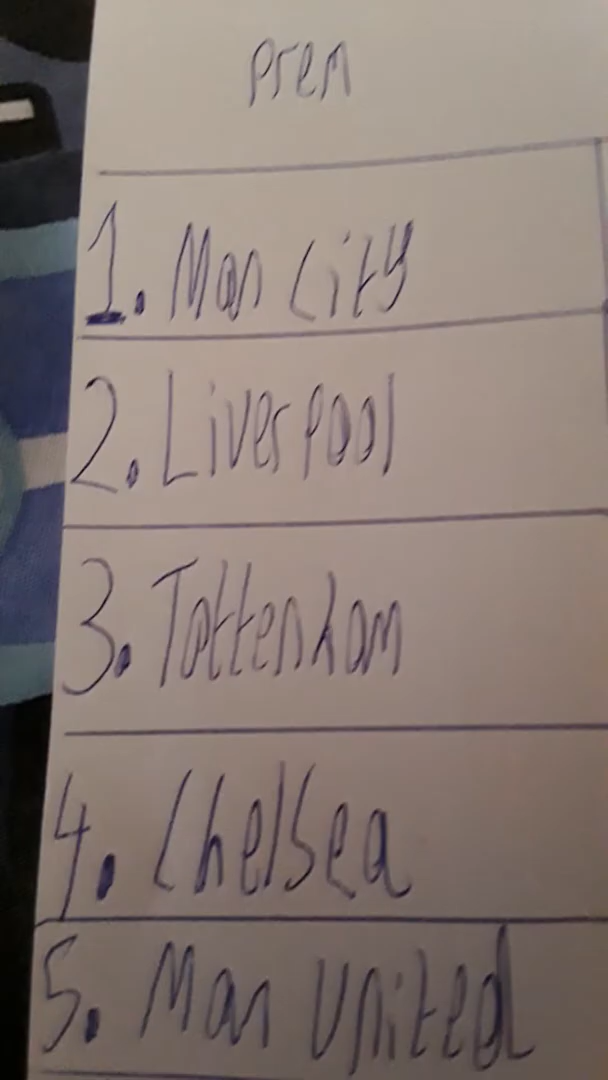 Prem
1. Man City
2. Liverpool
3. Tottenham
4. Chelsea
5. Man United